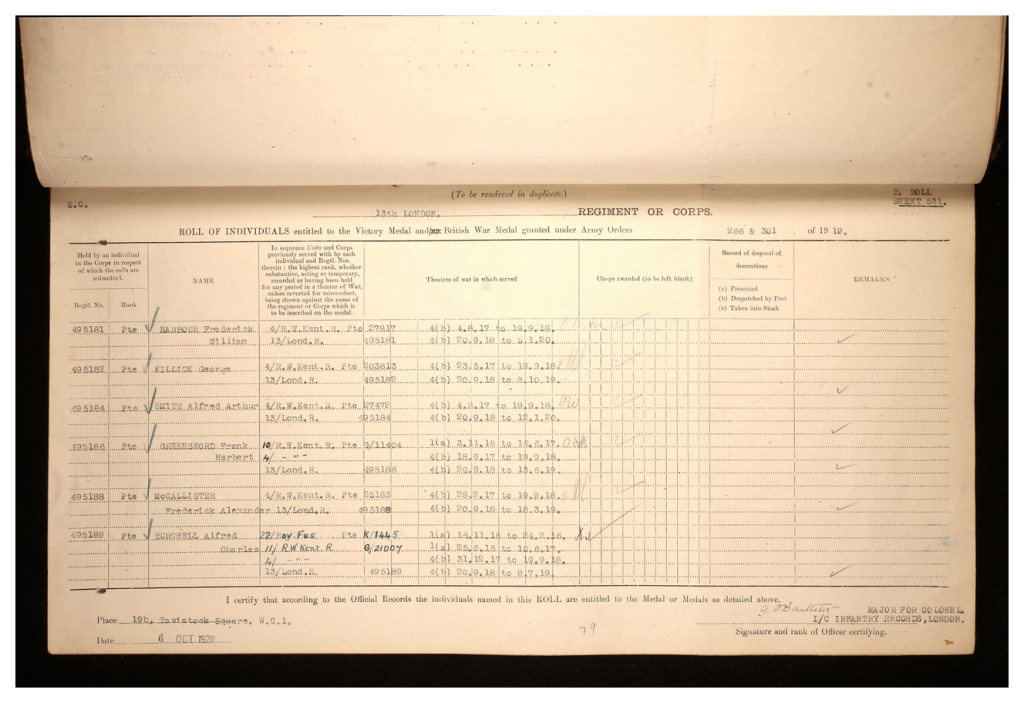 (To be rendered in duplicate.)
S.C.
B. ROLL
SHEET 531.
13th LONDON. REGIMENT OR CORPS.
ROLL OF INDIVIDUALS entitled to the Victory Medal and/or British War Medal granted under Army Orders 266 & 301 of 1919.
Held by an individual in the Corps in respect of which the rolls are submitted.
Regtl. No.
Rank
NAME
In sequence Units and Corps
previously served with by each
individual and Regtl. Nos.
therein; the highest rank, whether
substantive, acting or temporary,
recorded as having been held
for any period in a theatre of War,
unless reverted for misconduct,
being shown against the name of
the regiment or Corps which is
to be inscribed on the medal.
Theatres of war in which served
Clasps awarded (to be left blank)
Record of disposal of
decorations
(a) Presented
(b) Despatched by Post
(c) Taken into Stock
REMARKS
495181 Pte HARBOUR Frederick 4/R.W.Kent.R. Pte 27817 4(b) 4.8.17 to 19.9.18.
William 13/Lond.R. 495181 4(b) 20.9.18 to 5.1.20.
495182 Pte KILLICK George 4/R.W.Kent.R. Pte 203813 4(b) 23.5.17 to 19.9.18.
13/Lond.R. 495182 4(b) 20.9.18 to 8.10.19.
495184 Pte SMITH Alfred Arthur 4/R.W.Kent.R. Pte 27472 4(b) 4.8.17 to 19.9.18.
13/Lond.R. 495184 4(b) 20.9.18 to 12.1.20.
495186 Pte GREENSWORD Frank 10/R.W.Kent.R. Pte G/11404 1(a) 3.11.16 to 16.6.17.
Herbert 4/ - "" - 4(b) 18.9.17 to 19.9.18.
13/Lond.R. 495186 4(b) 20.9.18 to 13.6.19.
495188 Pte McCALLISTER 4/R.W.Kent.R. Pte 25183 4(b) 28.2.17 to 19.9.18.
Frederick Alexander 13/Lond.R. 495188 4(b) 20.9.18 to 18.3.19.
495189 Pte BURCHELL Alfred 22/Roy.Fus. Pte K/1445 1(a) 14.11.15 to 24.2.16.
Charles 11/ R.W.Kent.R. G/21007 1(a) 25.5.16 to 10.6.17.
4/ - "" - 4(b) 31.12.17 to 19.9.18.
13/Lond.R. 495189 4(b) 20.9.18 to 8.7.19.
I certify that according to the Official Records the individuals named in this ROLL are entitled to the Medal or Medals as detailed above.
Place 19b, Tavistock Square. W.C.1.
MAJOR FOR COLONEL
I/C INFANTRY RECORDS, LONDON.
Date 6 OCT 1920
79
Signature and rank of Officer certifying.